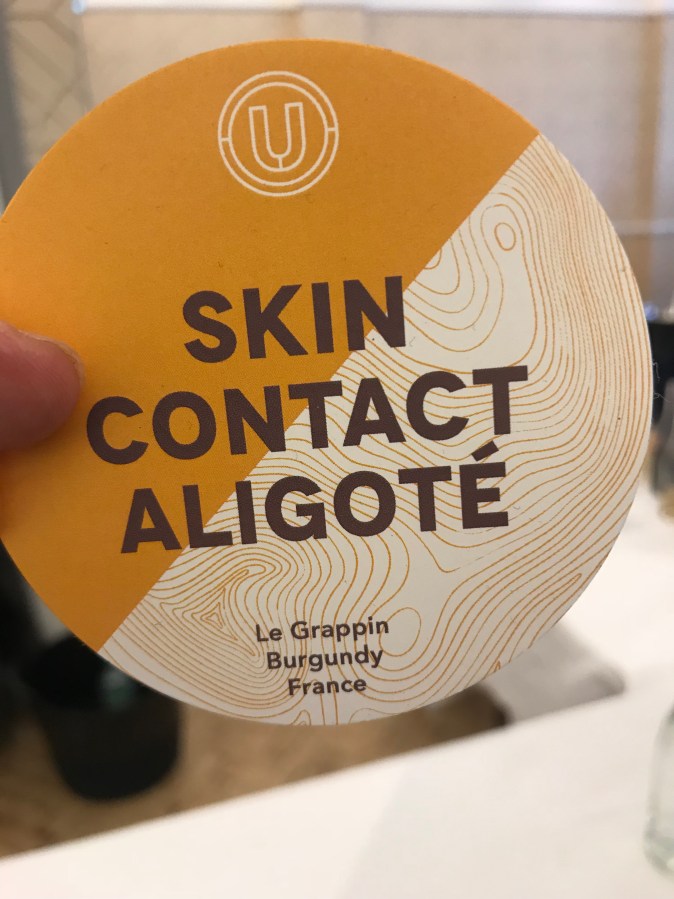 U
SKIN
CONTACT
ALIGOTÉ
Le Grappin
Burgundy
France